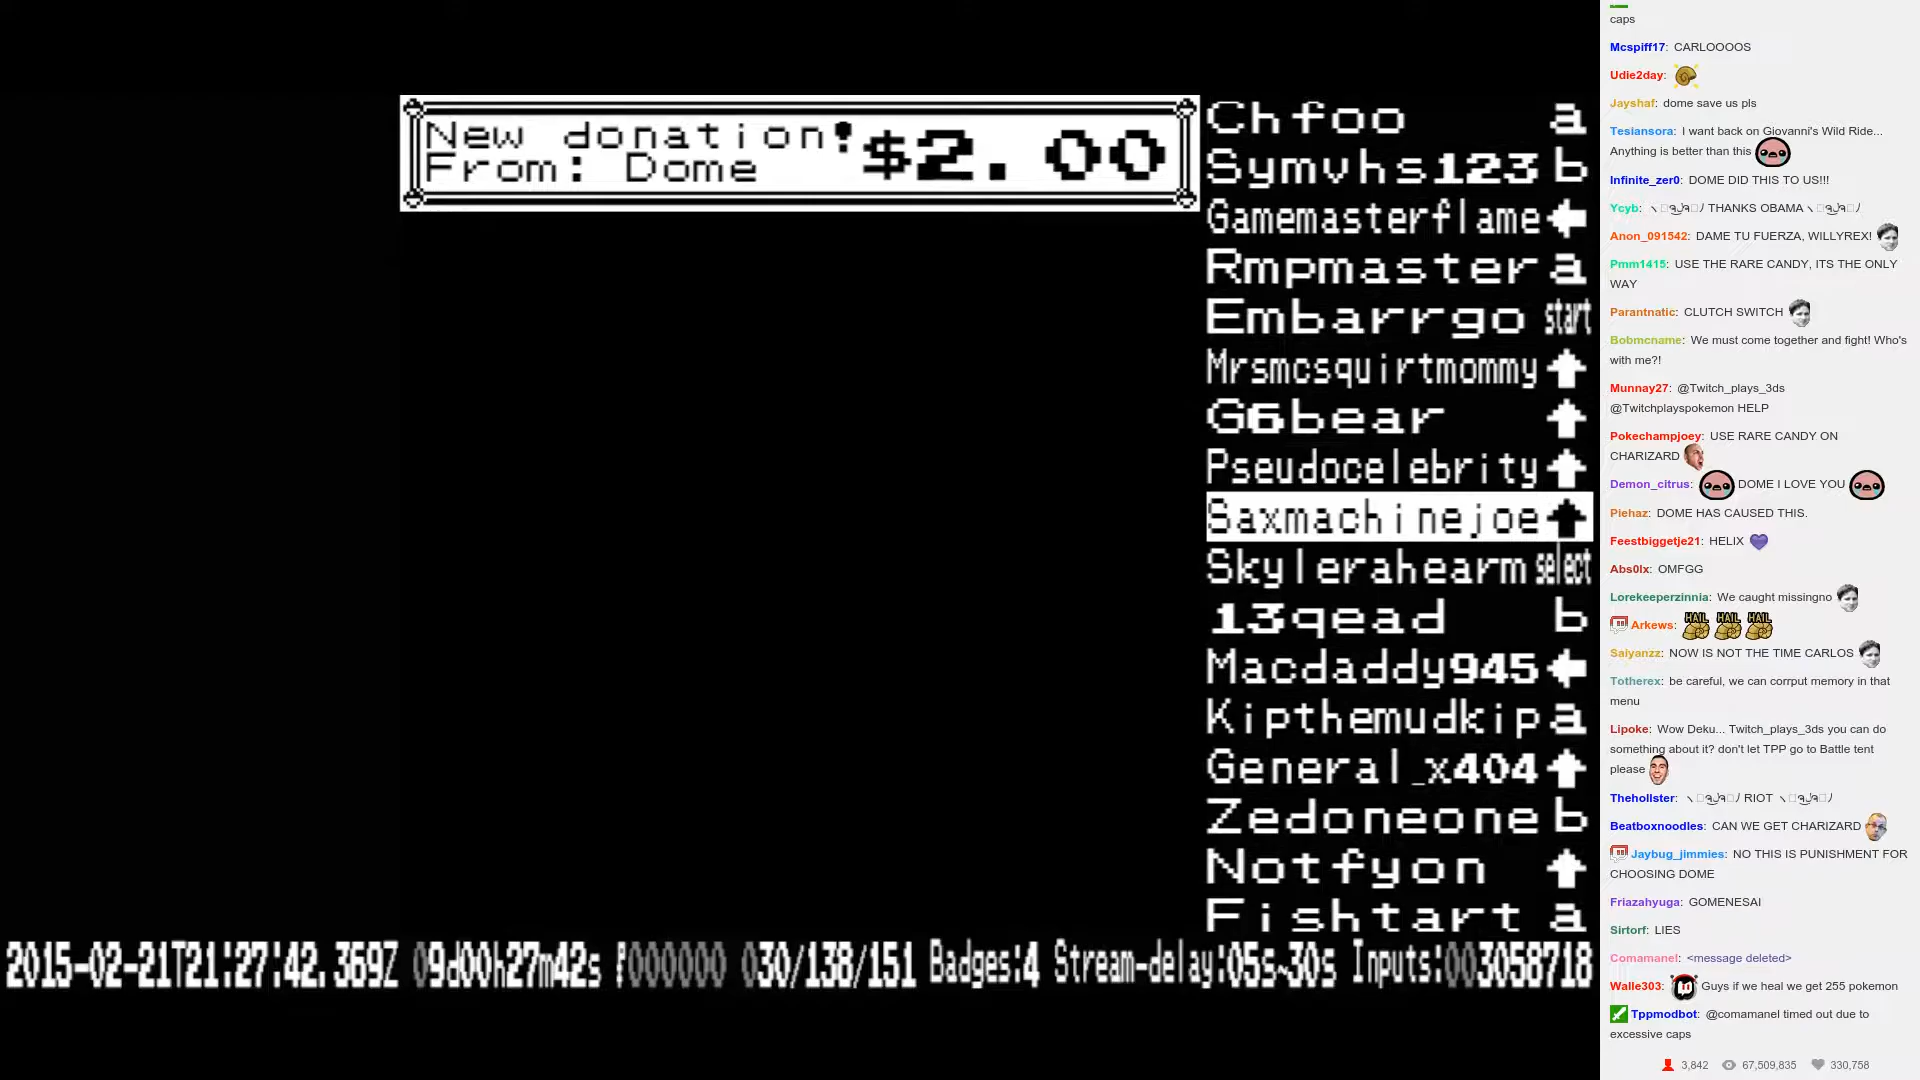 New donation!
From: Dome
$2.00
Chfoo a
Symvhs123 b
Gamemasterflame
Rmpmaster a
Embarrgo start
Mrsmcsquirtmommy
G6bear
Pseudocelebrity
Saxmachinejoe
Skylerahearm select
13qead b
Macdaddy945
Kipthemudkip a
General_x404
Zedoneone b
Notfyon
Fishtart a
2015-02-21T21:27:42.369Z 09d00h27m42s 000000 030/138/151 Badges:4 Stream-delay:05s~30s Inputs:003058718
caps
Mcspiff17: CARLOOOOS
Udie2day:
Jayshaf: dome save us pls
Tesiansora: I want back on Giovanni's Wild Ride...
Anything is better than this
Infinite_zer0: DOME DID THIS TO US!!!
Ycyb: THANKS OBAMA
Anon_091542: DAME TU FUERZA, WILLYREX!
Pmm1415: USE THE RARE CANDY, ITS THE ONLY
WAY
Parantnatic: CLUTCH SWITCH
Bobmcname: We must come together and fight! Who's
with me?!
Munnay27: @Twitch_plays_3ds
@Twitchplayspokemon HELP
Pokechampjoey: USE RARE CANDY ON
CHARIZARD
Demon_citrus: DOME I LOVE YOU
Piehaz: DOME HAS CAUSED THIS.
Feestbiggetje21: HELIX
Abs0lx: OMFGG
Lorekeeperzinnia: We caught missingno
Arkews: HAIL HAIL HAIL
Saiyanzz: NOW IS NOT THE TIME CARLOS
Totherex: be careful, we can corrput memory in that
menu
Lipoke: Wow Deku... Twitch_plays_3ds you can do
something about it? don't let TPP go to Battle tent
please
Thehollster: RIOT
Beatboxnoodles: CAN WE GET CHARIZARD
Jaybug_jimmies: NO THIS IS PUNISHMENT FOR
CHOOSING DOME
Friazahyuga: GOMENESAI
Sirtorf: LIES
Comamanel: <message deleted>
Walle303: Guys if we heal we get 255 pokemon
Tppmodbot: @comamanel timed out due to
excessive caps
3,842 67,509,835 330,758